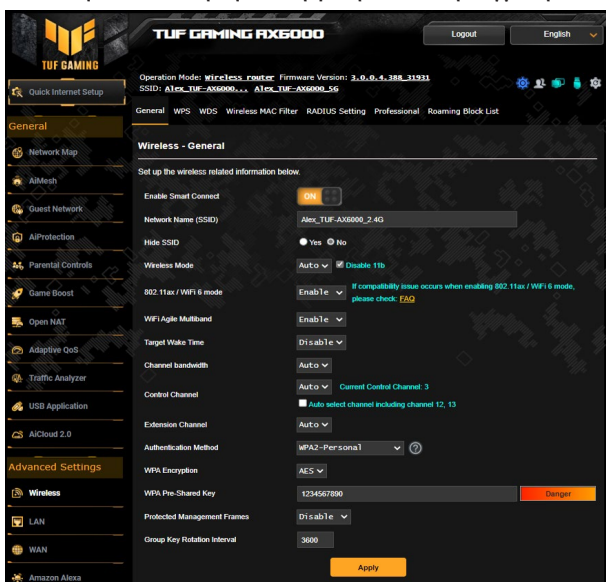 TUF GAMING AX6000
Logout
English
TUF GAMING
Operation Mode: Wireless router Firmware Version: 3.0.0.4.388_31931
SSID: Alex_TUF-AX6000... Alex_TUF-AX6000_5G
Quick Internet Setup
General WPS WDS Wireless MAC Filter RADIUS Setting Professional Roaming Block List
General
Network Map
AiMesh
Guest Network
AiProtection
Parental Controls
Game Boost
Open NAT
Adaptive QoS
Traffic Analyzer
USB Application
AiCloud 2.0
Advanced Settings
Wireless
LAN
WAN
Amazon Alexa
Wireless - General
Set up the wireless related information below.
Enable Smart Connect ON
Network Name (SSID) Alex_TUF-AX6000_2.4G
Hide SSID Yes No
Wireless Mode Auto Disable 11b
802.11ax / WiFi 6 mode Enable If compatibility issue occurs when enabling 802.11ax / WiFi 6 mode,
please check: FAQ
WiFi Agile Multiband Enable
Target Wake Time Disable
Channel bandwidth Auto
Control Channel Auto Current Control Channel: 3
Auto select channel including channel 12, 13
Extension Channel Auto
Authentication Method WPA2-Personal ?
WPA Encryption AES
WPA Pre-Shared Key 1234567890 Danger
Protected Management Frames Disable
Group Key Rotation Interval 3600
Apply